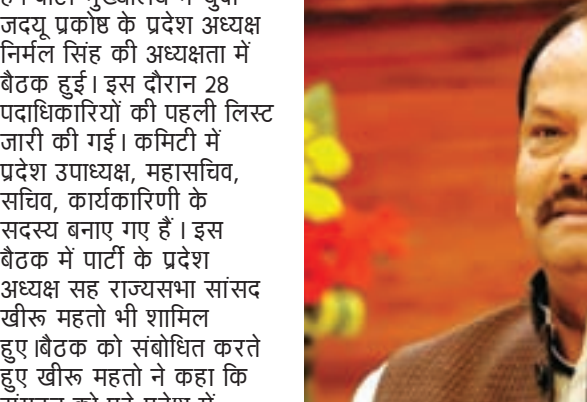 जदयू प्रकोष्ठ के प्रदेश अध्यक्ष
निर्मल सिंह की अध्यक्षता में
बैठक हुई। इस दौरान 28
पदाधिकारियों की पहली लिस्ट
जारी की गई। कमिटी में
प्रदेश उपाध्यक्ष, महासचिव,
सचिव, कार्यकारिणी के
सदस्य बनाए गए हैं । इस
बैठक में पार्टी के प्रदेश
अध्यक्ष सह राज्यसभा सांसद
खीरू महतो भी शामिल
हुए।बैठक को संबोधित करते
हुए खीरू महतो ने कहा कि